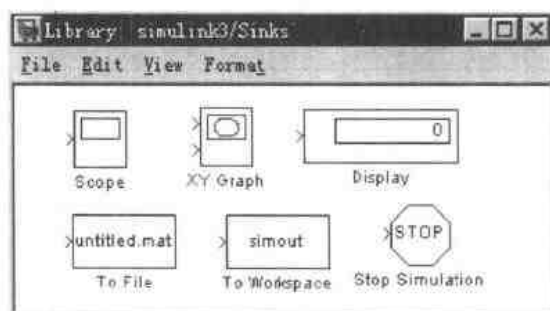 Library: simulink3/Sinks
File Edit View Format
0
Scope XY Graph Display
untitled.mat simout STOP
To File To Workspace Stop Simulation